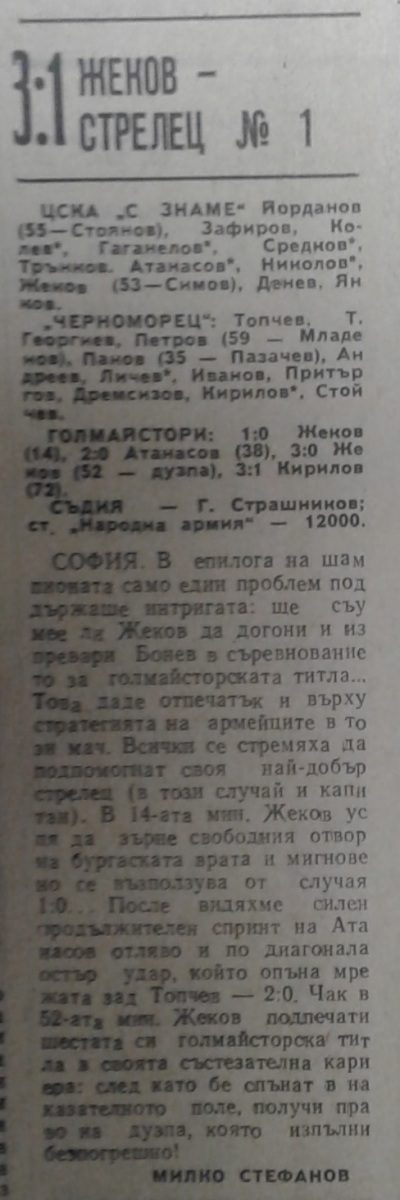 3:1 ЖЕКОВ –
СТРЕЛЕЦ № 1
ЦСКА „С ЗНАМЕ“ Йорданов
(55—Стоянов), Зафиров, Ко-
лев*, Гаганелов*, Средков*,
Трънков. Атанасов*, Николов*,
Жеков (53—Симов), Денев, Ян
ков.
„ЧЕРНОМОРЕЦ“: Топчев, Т.
Георгиев, Петров (59 — Младе
нов), Панов (35 — Пазачев), Ан
дреев, Личев*, Иванов, Притър
гов, Дремсизов, Кирилов*, Стой
чев.
ГОЛМАЙСТОРИ: 1:0 Жеков
(14), 2:0 Атанасов (38), 3:0 Же
ков (52 — дузпа), 3:1 Кирилов
(72).
СЪДИЯ — Г. Страшников;
ст. „Народна армия“ — 12000.
СОФИЯ. В епилога на шам
пионата само един проблем под
държаше интригата: ще съу
мее ли Жеков да догони и из
превари Бонев в съревнование
то за голмайсторската титла...
Това даде отпечатък и върху
стратегията на армейците в то
зи мач. Всички се стремяха да
подпомогнат своя най-добър
стрелец (в този случай и капи
тан). В 14-ата мин. Жеков ус
пя да зърне свободния отвор
на бургаската врата и мигнове
но се възползува от случая
1:0... После видяхме силен
продължителен спринт на Ата
насов отляво и по диагонала
остър удар, който опъна мре
жата зад Топчев — 2:0. Чак в
52-ата мин. Жеков подпечати
шестата си голмайсторска тит
ла в своята състезателна кари
ера: след като бе спънат в на
казателното поле, получи пра
во на дузпа, която изпълни
безпогрешно!
МИЛКО СТЕФАНОВ